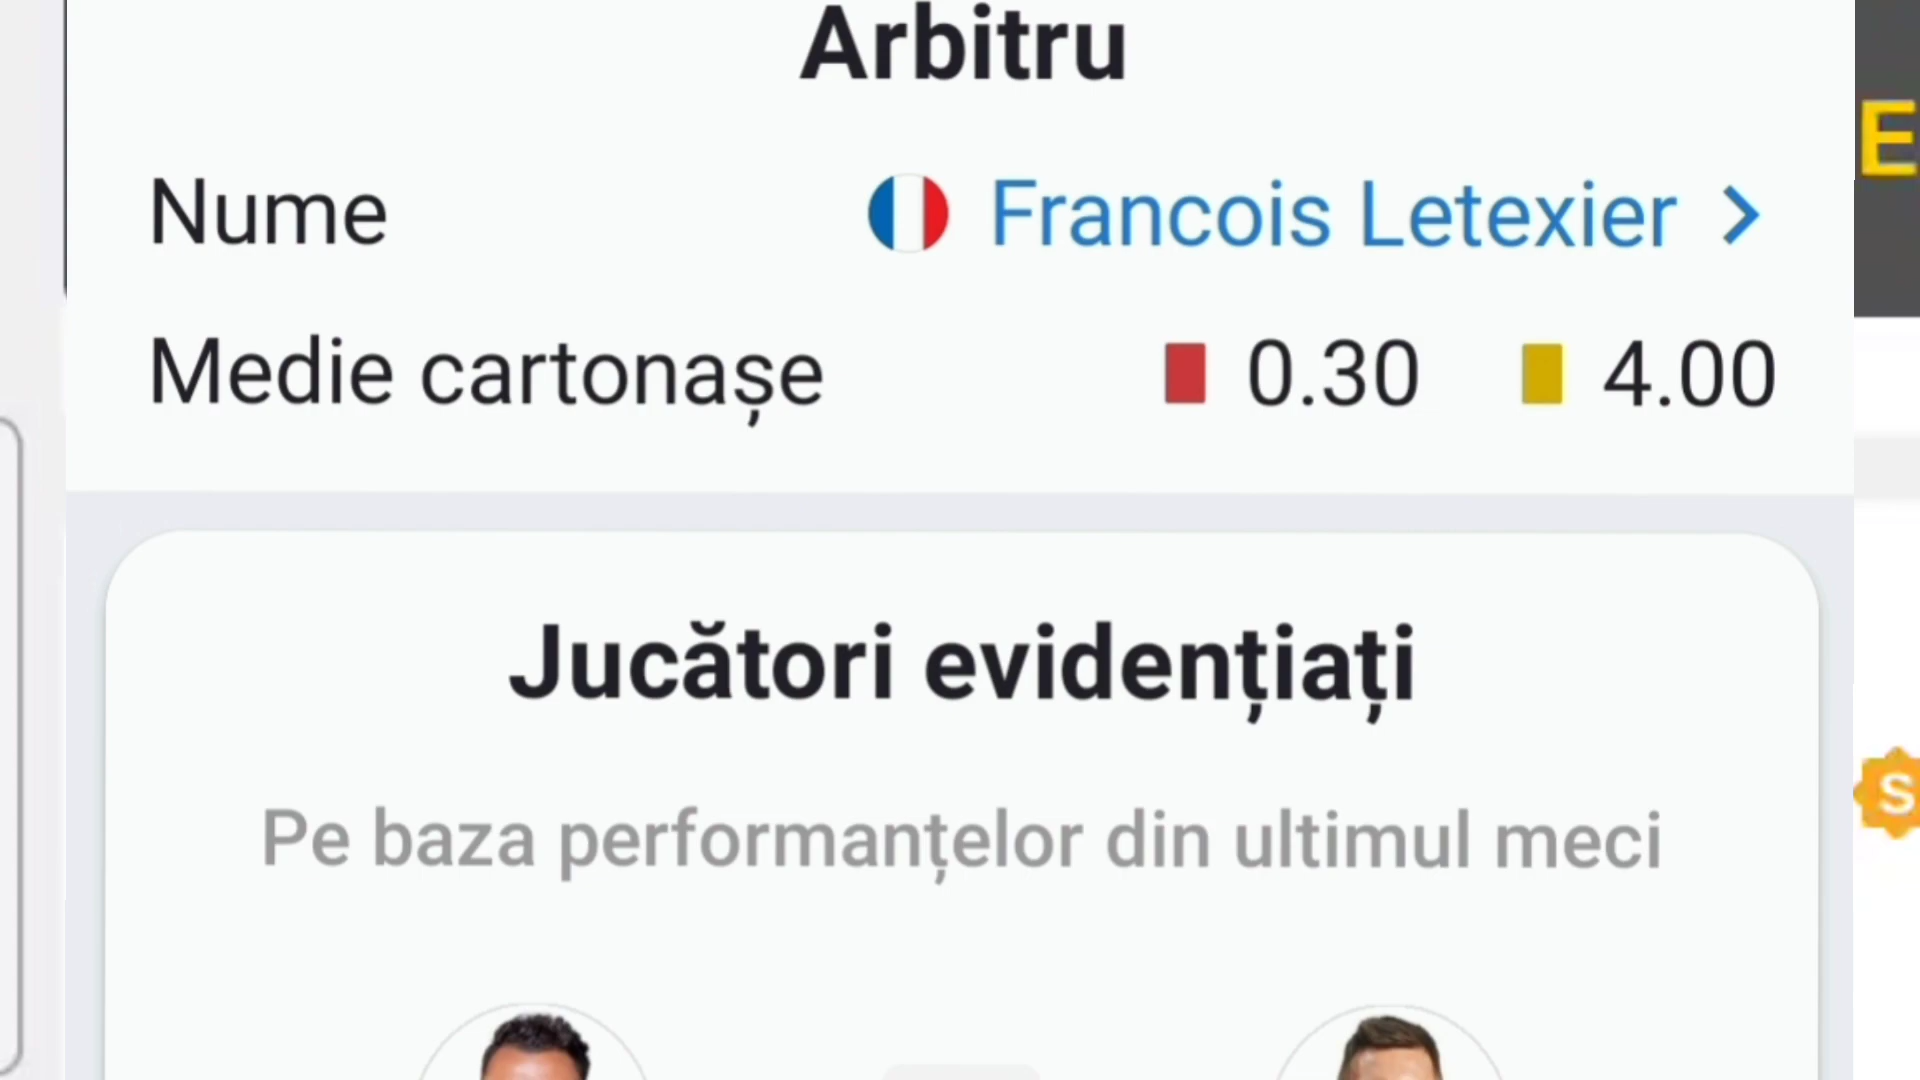 Arbitru
Nume
Francois Letexier
Medie cartonașe
0.30
4.00
Jucători evidențiați
Pe baza performanțelor din ultimul meci
E
S